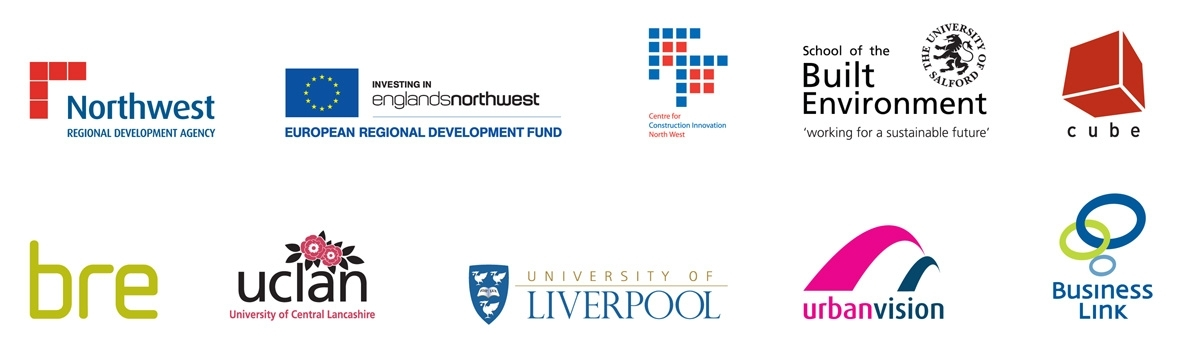 Northwest
REGIONAL DEVELOPMENT AGENCY
INVESTING IN
englandsnorthwest
EUROPEAN REGIONAL DEVELOPMENT FUND
Centre for
Construction Innovation
North West
School of the
Built
Environment
'working for a sustainable future'
THE UNIVERSITY OF SALFORD
cube
bre
uclan
University of Central Lancashire
UNIVERSITY OF
LIVERPOOL
urbanvision
Business
Link